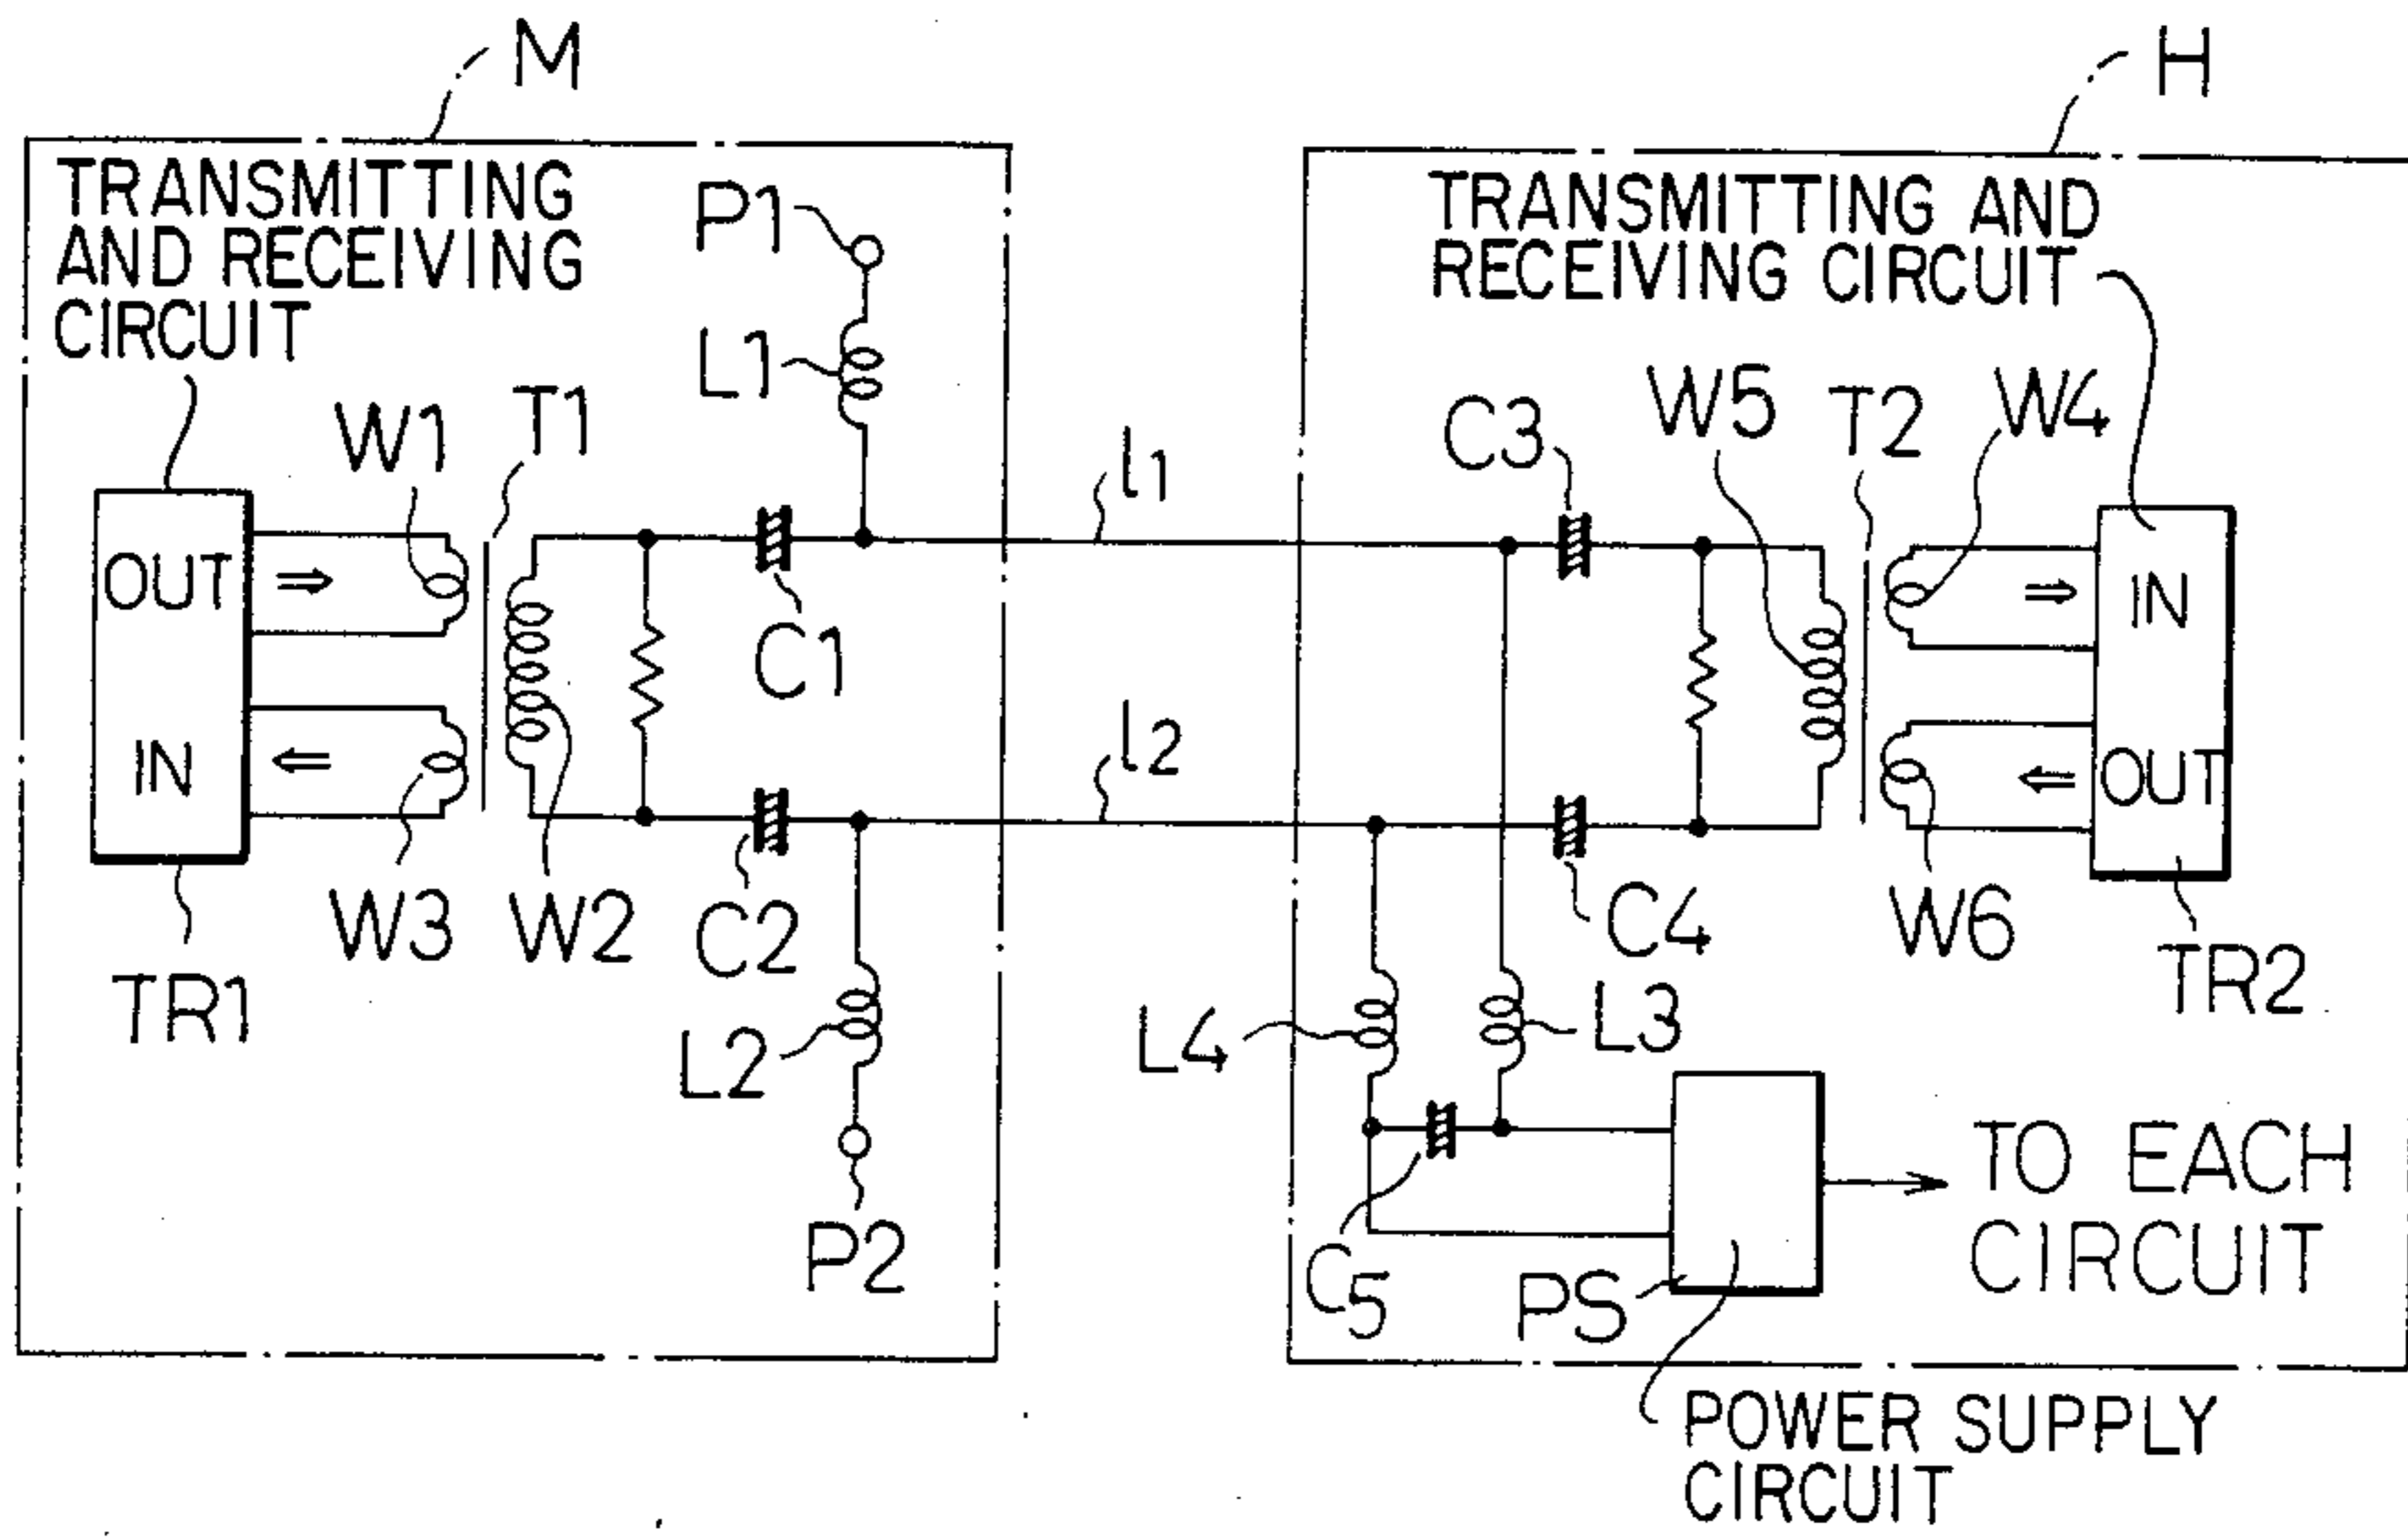 M
H
TRANSMITTING
AND RECEIVING
CIRCUIT
P1
L1
TRANSMITTING AND
RECEIVING CIRCUIT
W1
T1
C3
W5
T2
W4
l1
OUT
IN
C1
IN
OUT
l2
W3
W2
C2
C4
W6
TR1
TR2
L2
L4
L3
P2
C5
PS
TO EACH
CIRCUIT
POWER SUPPLY
CIRCUIT